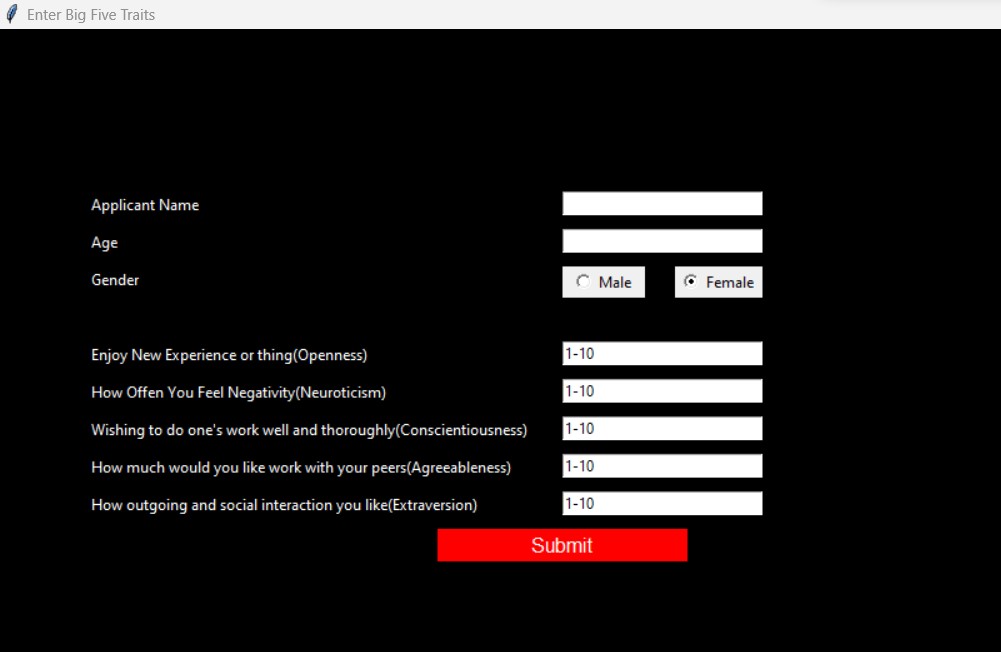 Enter Big Five Traits
Applicant Name
Age
Gender Male Female
Enjoy New Experience or thing(Openness) 1-10
How Offen You Feel Negativity(Neuroticism) 1-10
Wishing to do one's work well and thoroughly(Conscientiousness) 1-10
How much would you like work with your peers(Agreeableness) 1-10
How outgoing and social interaction you like(Extraversion) 1-10
Submit